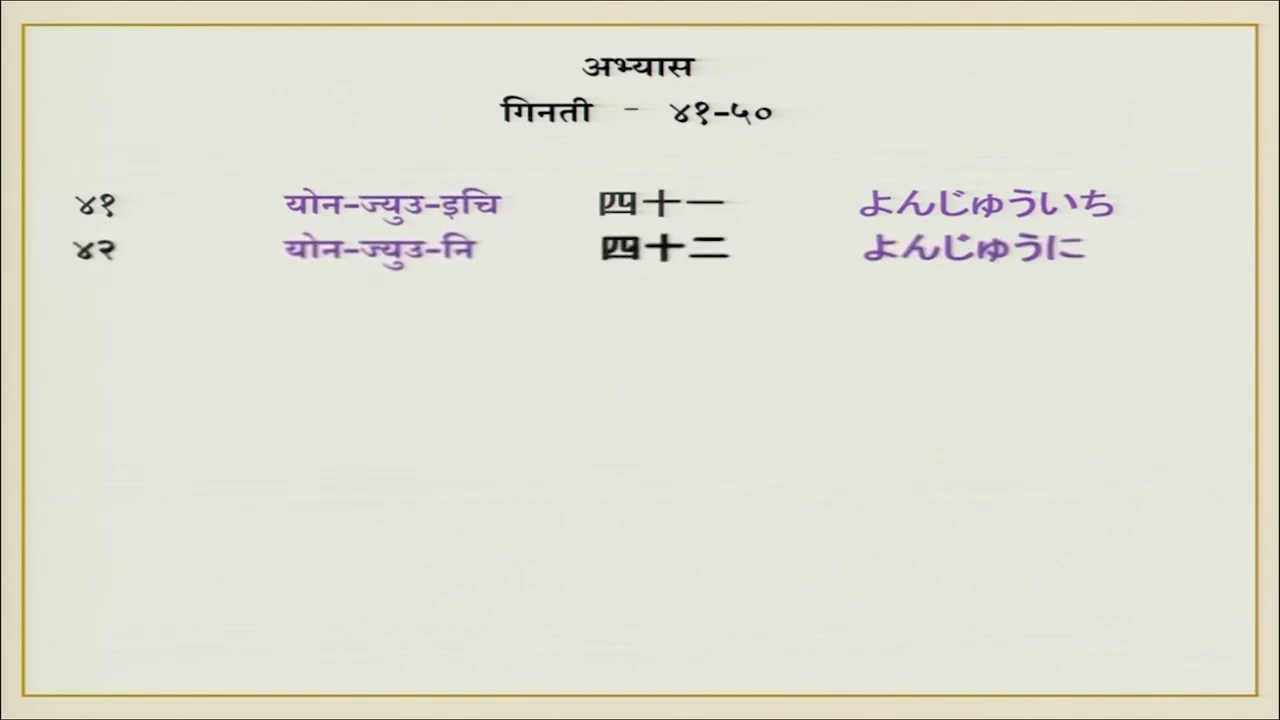 अभ्यास
गिनती - ४१-५०
४१ योन-ज्युउ-इचि 四十一 よんじゅういち
४२ योन-ज्युउ-नि 四十二 よんじゅうに